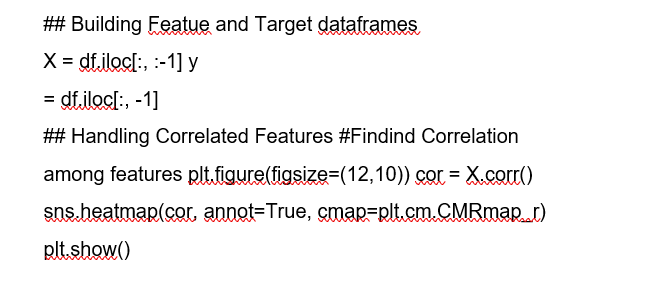 ## Building Featue and Target dataframes
X = df.iloc[:, :-1] y
= df.iloc[:, -1]
## Handling Correlated Features #Findind Correlation
among features plt.figure(figsize=(12,10)) cor = X.corr()
sns.heatmap(cor, annot=True, cmap=plt.cm.CMRmap_r)
plt.show()